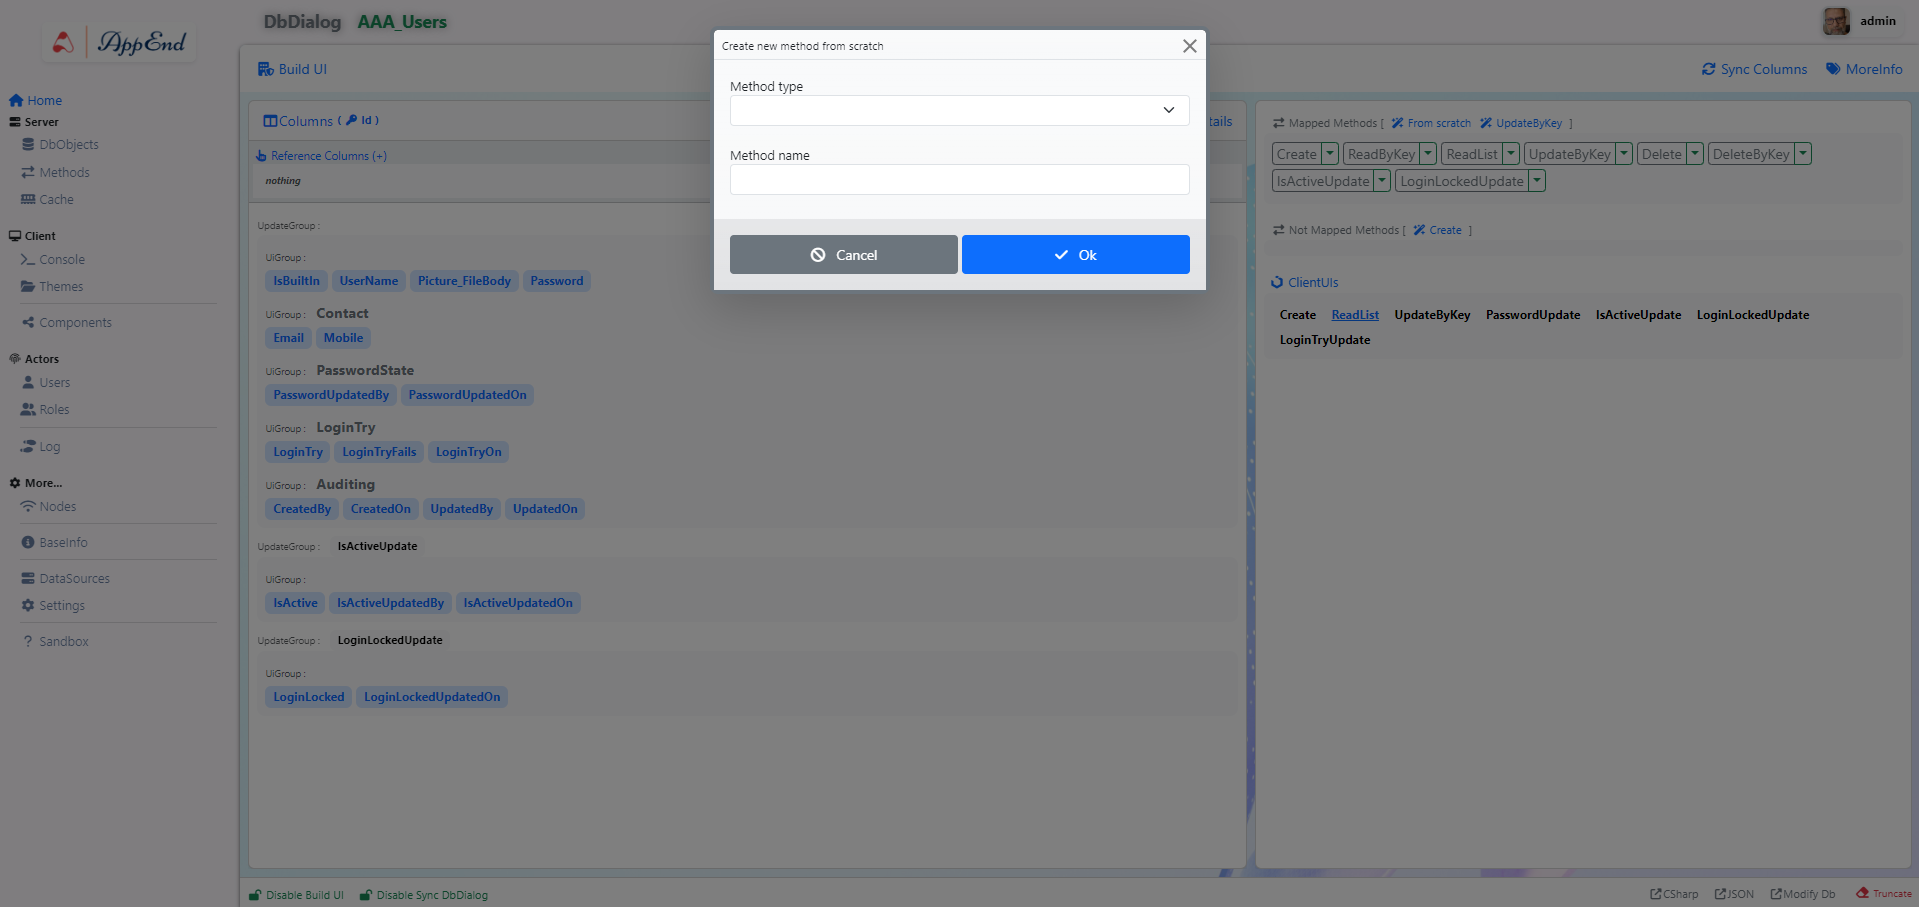 AppEnd
Home
Server
DbObjects
Methods
Cache
Client
Console
Themes
Components
Actors
Users
Roles
Log
More...
Nodes
BaseInfo
DataSources
Settings
Sandbox
DbDialog AAA_Users
admin
Build UI
Sync Columns MoreInfo
Columns ( Id )
tails
Reference Columns (+)
nothing
UpdateGroup :
UiGroup :
IsBuiltIn UserName Picture_FileBody Password
UiGroup : Contact
Email Mobile
UiGroup : PasswordState
PasswordUpdatedBy PasswordUpdatedOn
UiGroup : LoginTry
LoginTry LoginTryFails LoginTryOn
UiGroup : Auditing
CreatedBy CreatedOn UpdatedBy UpdatedOn
UpdateGroup : IsActiveUpdate
UiGroup :
IsActive IsActiveUpdatedBy IsActiveUpdatedOn
UpdateGroup : LoginLockedUpdate
UiGroup :
LoginLocked LoginLockedUpdatedOn
Create new method from scratch
Method type
Method name
Cancel Ok
Mapped Methods [ From scratch UpdateByKey ]
Create ReadByKey ReadList UpdateByKey Delete DeleteByKey
IsActiveUpdate LoginLockedUpdate
Not Mapped Methods [ Create ]
ClientUIs
Create ReadList UpdateByKey PasswordUpdate IsActiveUpdate LoginLockedUpdate
LoginTryUpdate
Disable Build UI Disable Sync DbDialog
CSharp JSON Modify Db Truncate